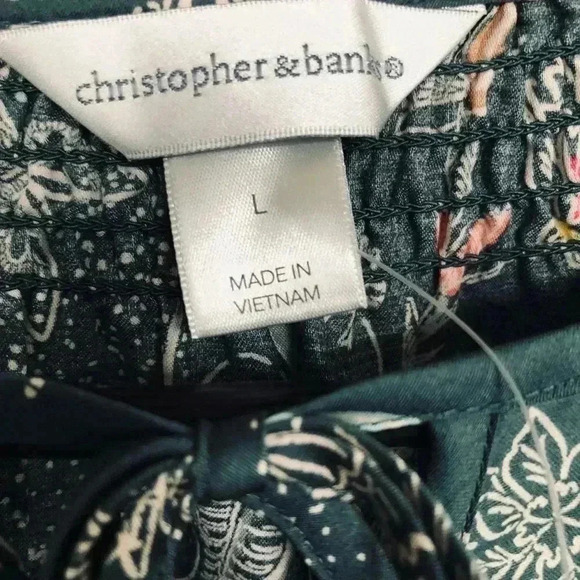 christopher & banks®
L
MADE IN
VIETNAM